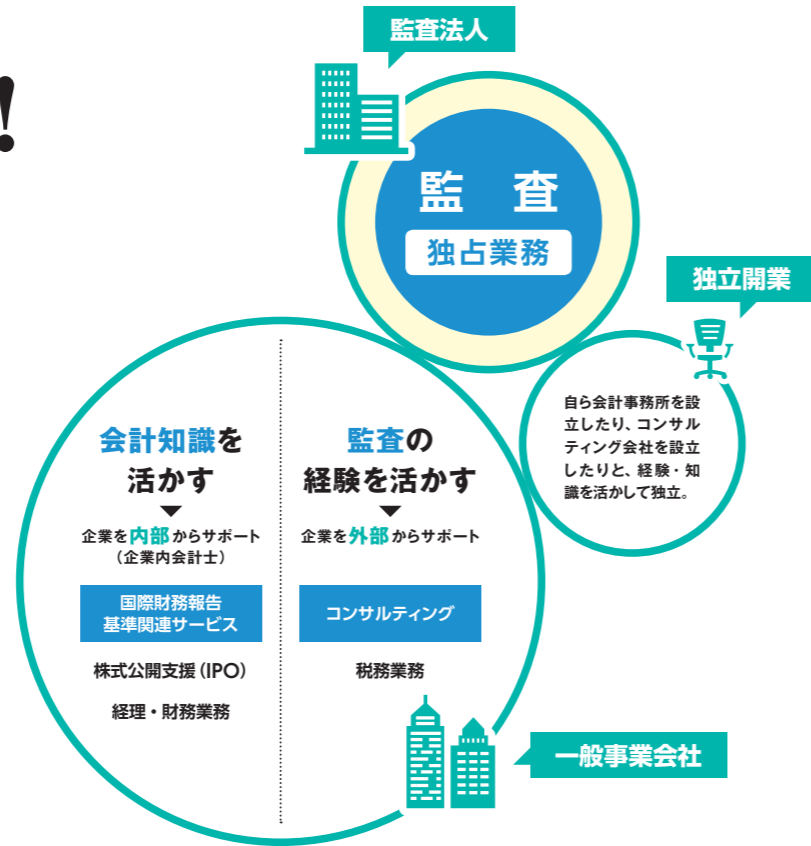 !
監査法人
監 査
独占業務
独立開業
自ら会計事務所を設
立したり、コンサル
ティング会社を設立
したりと、経験・知
識を活かして独立。
会計知識を
活かす
企業を内部からサポート
（企業内会計士）
国際財務報告
基準関連サービス
株式公開支援（IPO）
経理・財務業務
監査の
経験を活かす
企業を外部からサポート
コンサルティング
税務業務
一般事業会社